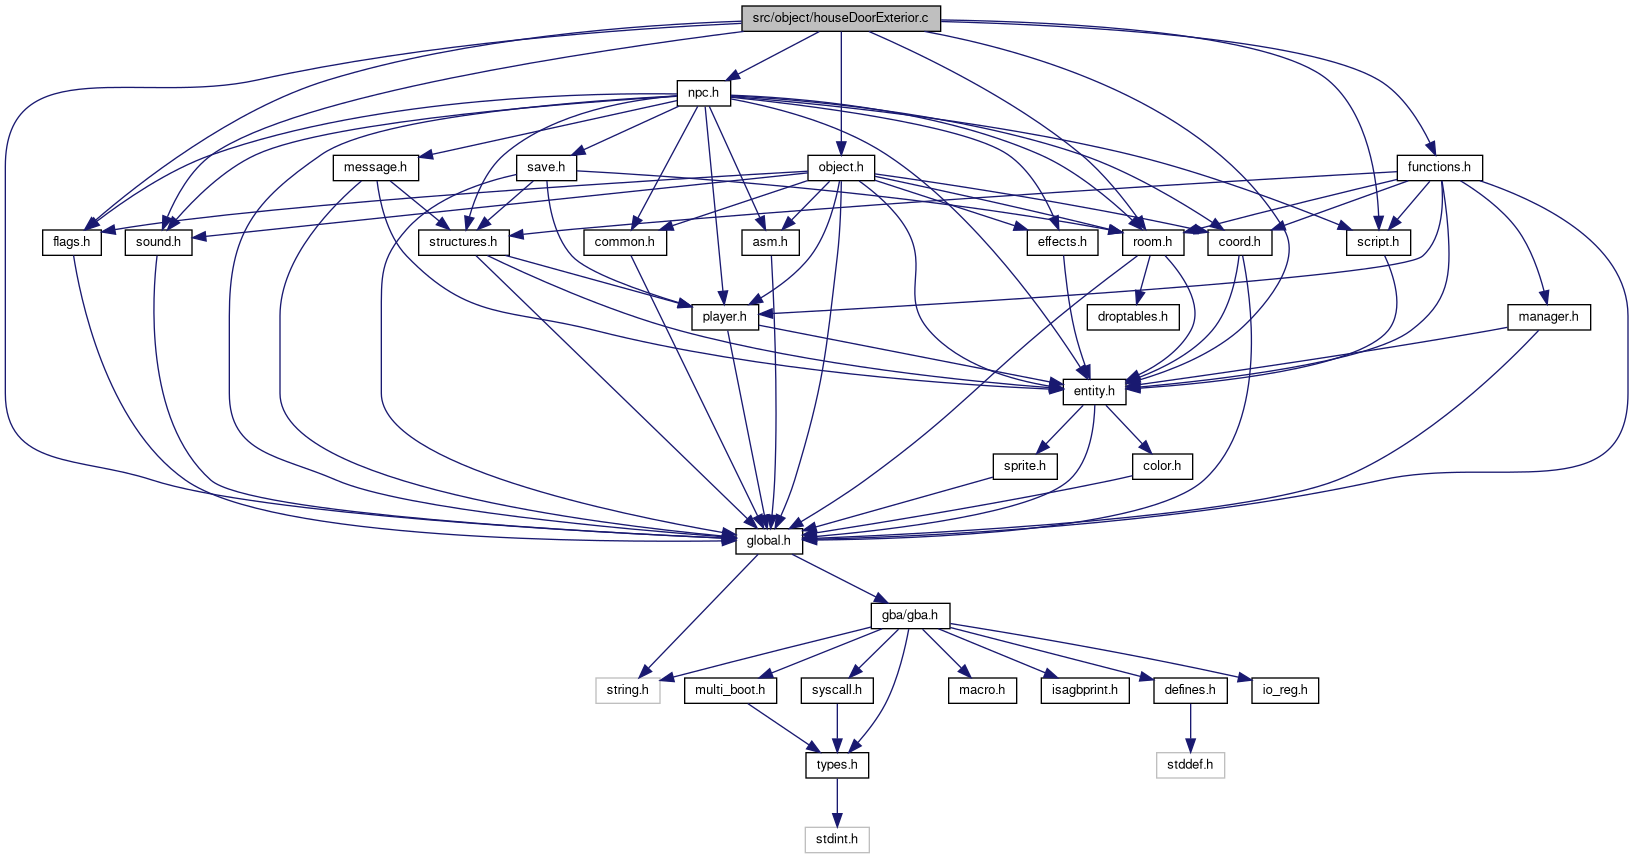 src/object/houseDoorExterior.c
npc.h
message.h
save.h
object.h
functions.h
flags.h
sound.h
structures.h
common.h
asm.h
effects.h
room.h
coord.h
script.h
player.h
droptables.h
manager.h
entity.h
sprite.h
color.h
global.h
gba/gba.h
string.h
multi_boot.h
syscall.h
macro.h
isagbprint.h
defines.h
io_reg.h
types.h
stddef.h
stdint.h